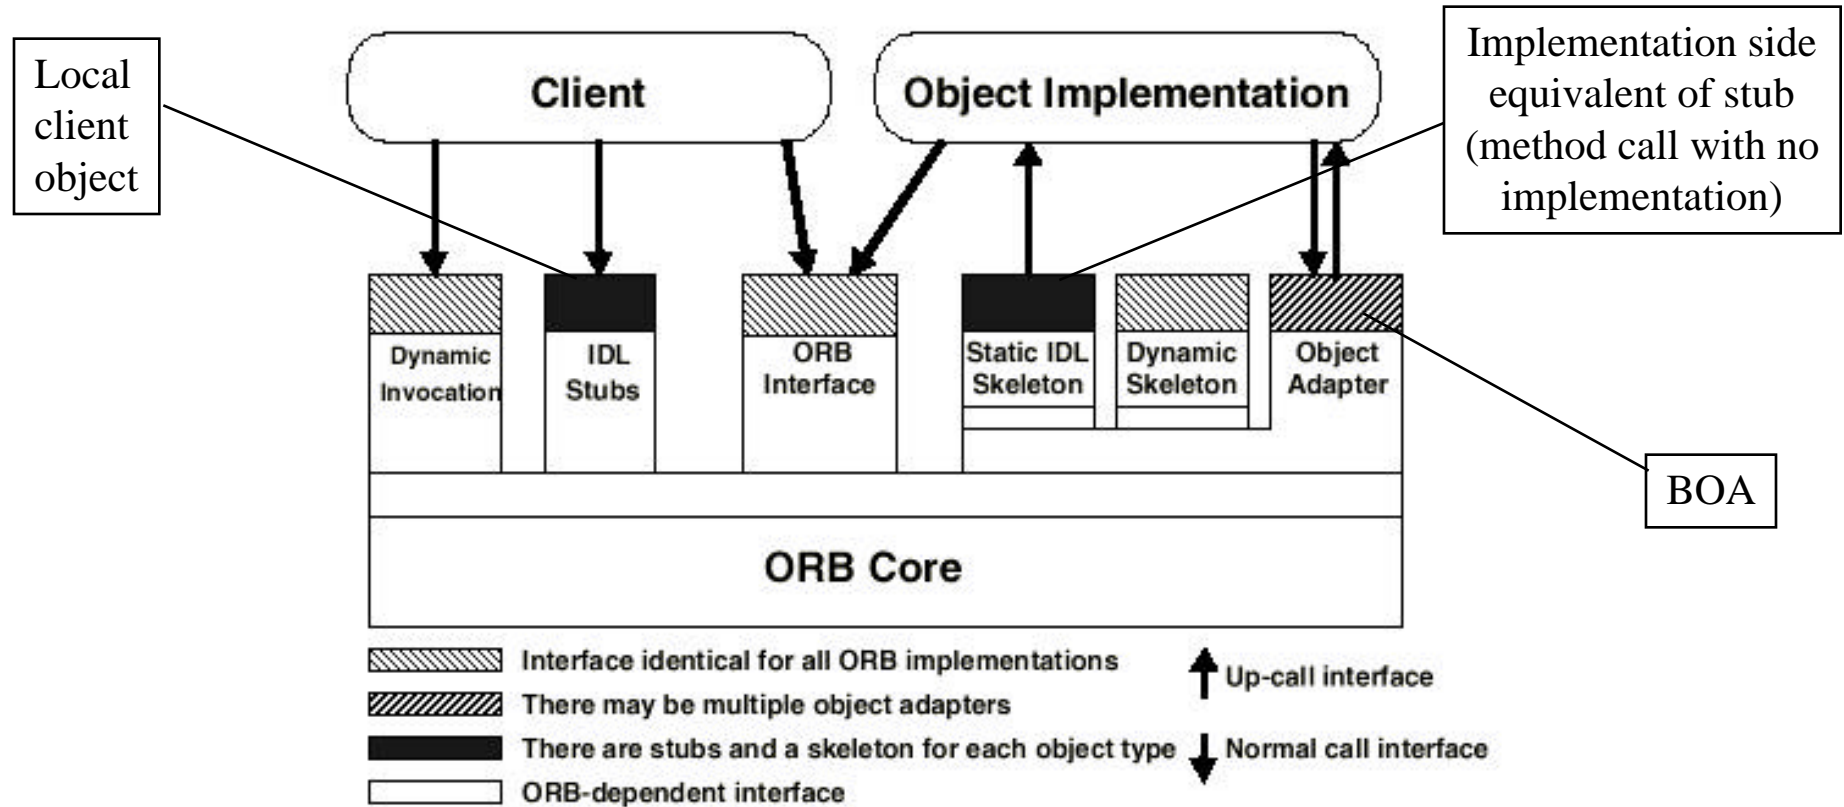 Local
client
object
Client
Object Implementation
Implementation side
equivalent of stub
(method call with no
implementation)
Dynamic
Invocation
IDL
Stubs
ORB
Interface
Static IDL
Skeleton
Dynamic
Skeleton
Object
Adapter
BOA
ORB Core
Interface identical for all ORB implementations
There may be multiple object adapters
There are stubs and a skeleton for each object type
ORB-dependent interface
Up-call interface
Normal call interface